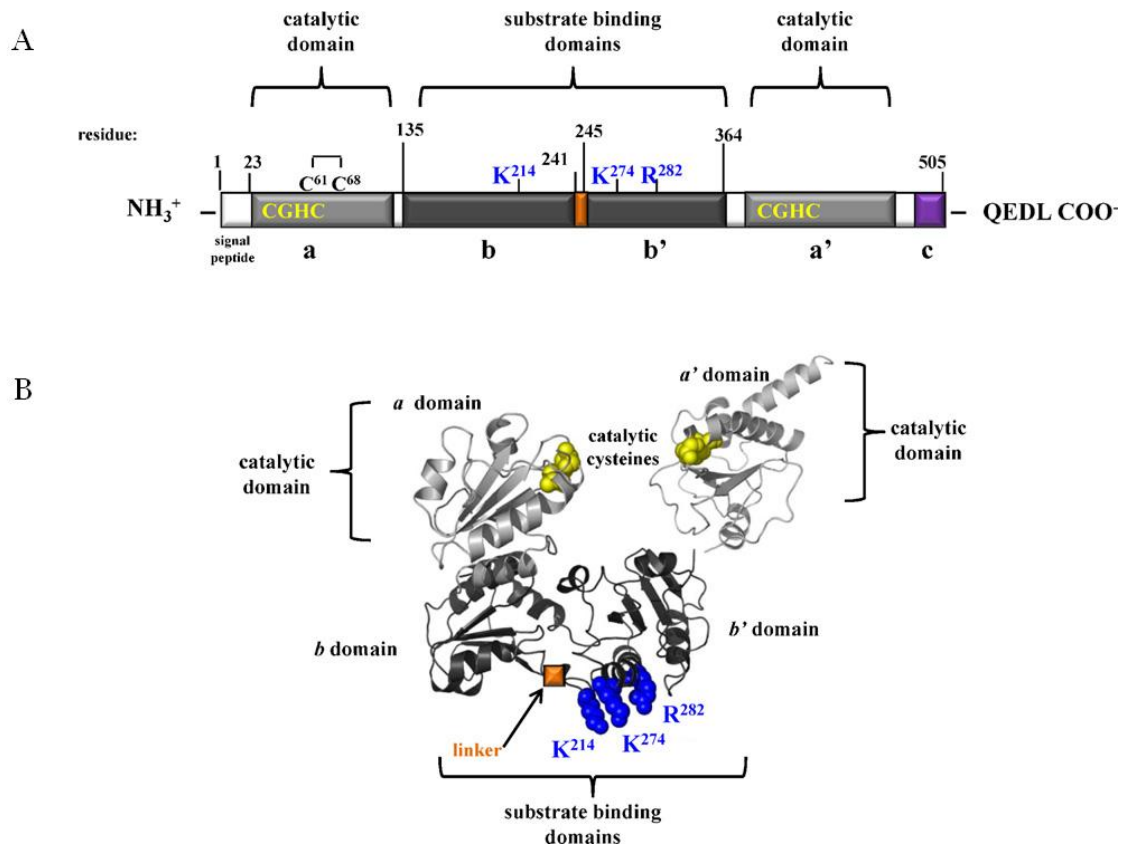 A
catalytic
domain
substrate binding
domains
catalytic
domain
residue:
1
23
135
241
245
364
505
C⁶¹ C⁶⁸
K²¹⁴
K²⁷⁴
R²⁸²
NH₃⁺
CGHC
CGHC
QEDL COO⁻
signal
peptide
a
b
b’
a’
c
B
a domain
a’ domain
catalytic
domain
catalytic
cysteines
catalytic
domain
b domain
b’ domain
linker
K²¹⁴
K²⁷⁴
R²⁸²
substrate binding
domains